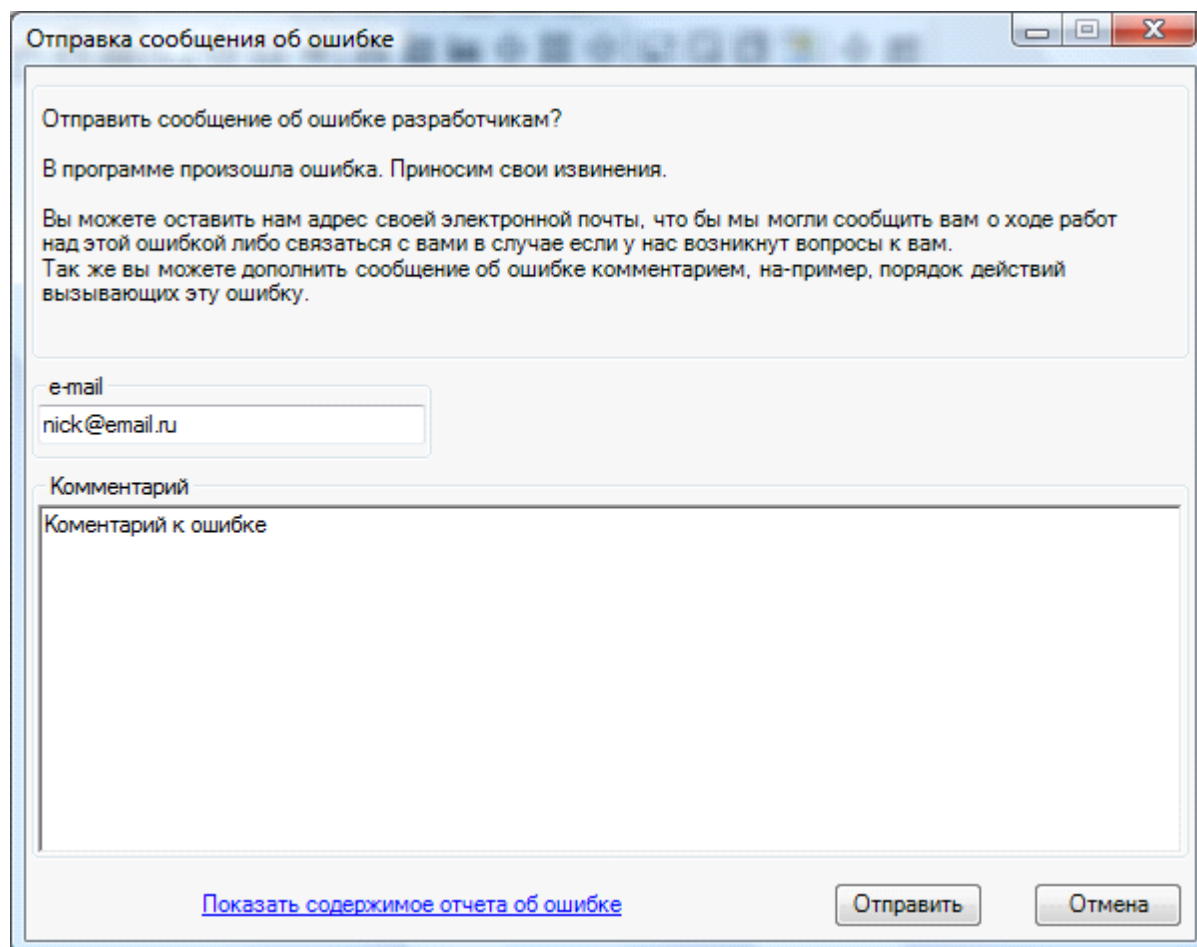 Отправка сообщения об ошибке
Отправить сообщение об ошибке разработчикам?
В программе произошла ошибка. Приносим свои извинения.
Вы можете оставить нам адрес своей электронной почты, что бы мы могли сообщить вам о ходе работ
над этой ошибкой либо связаться с вами в случае если у нас возникнут вопросы к вам.
Так же вы можете дополнить сообщение об ошибке комментарием, на-пример, порядок действий
вызывающих эту ошибку.
e-mail
nick@email.ru
Комментарий
Коментарий к ошибке
Показать содержимое отчета об ошибке
Отправить
Отмена